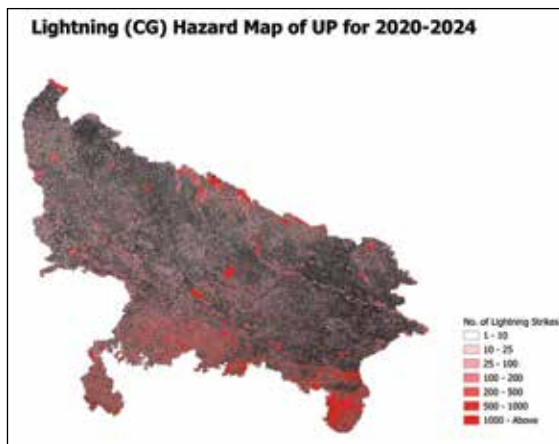 Lightning (CG) Hazard Map of UP for 2020-2024
No. of Lightning Strikes
1 - 10
10 - 25
25 - 100
100 - 200
200 - 500
500 - 1000
1000 - Above